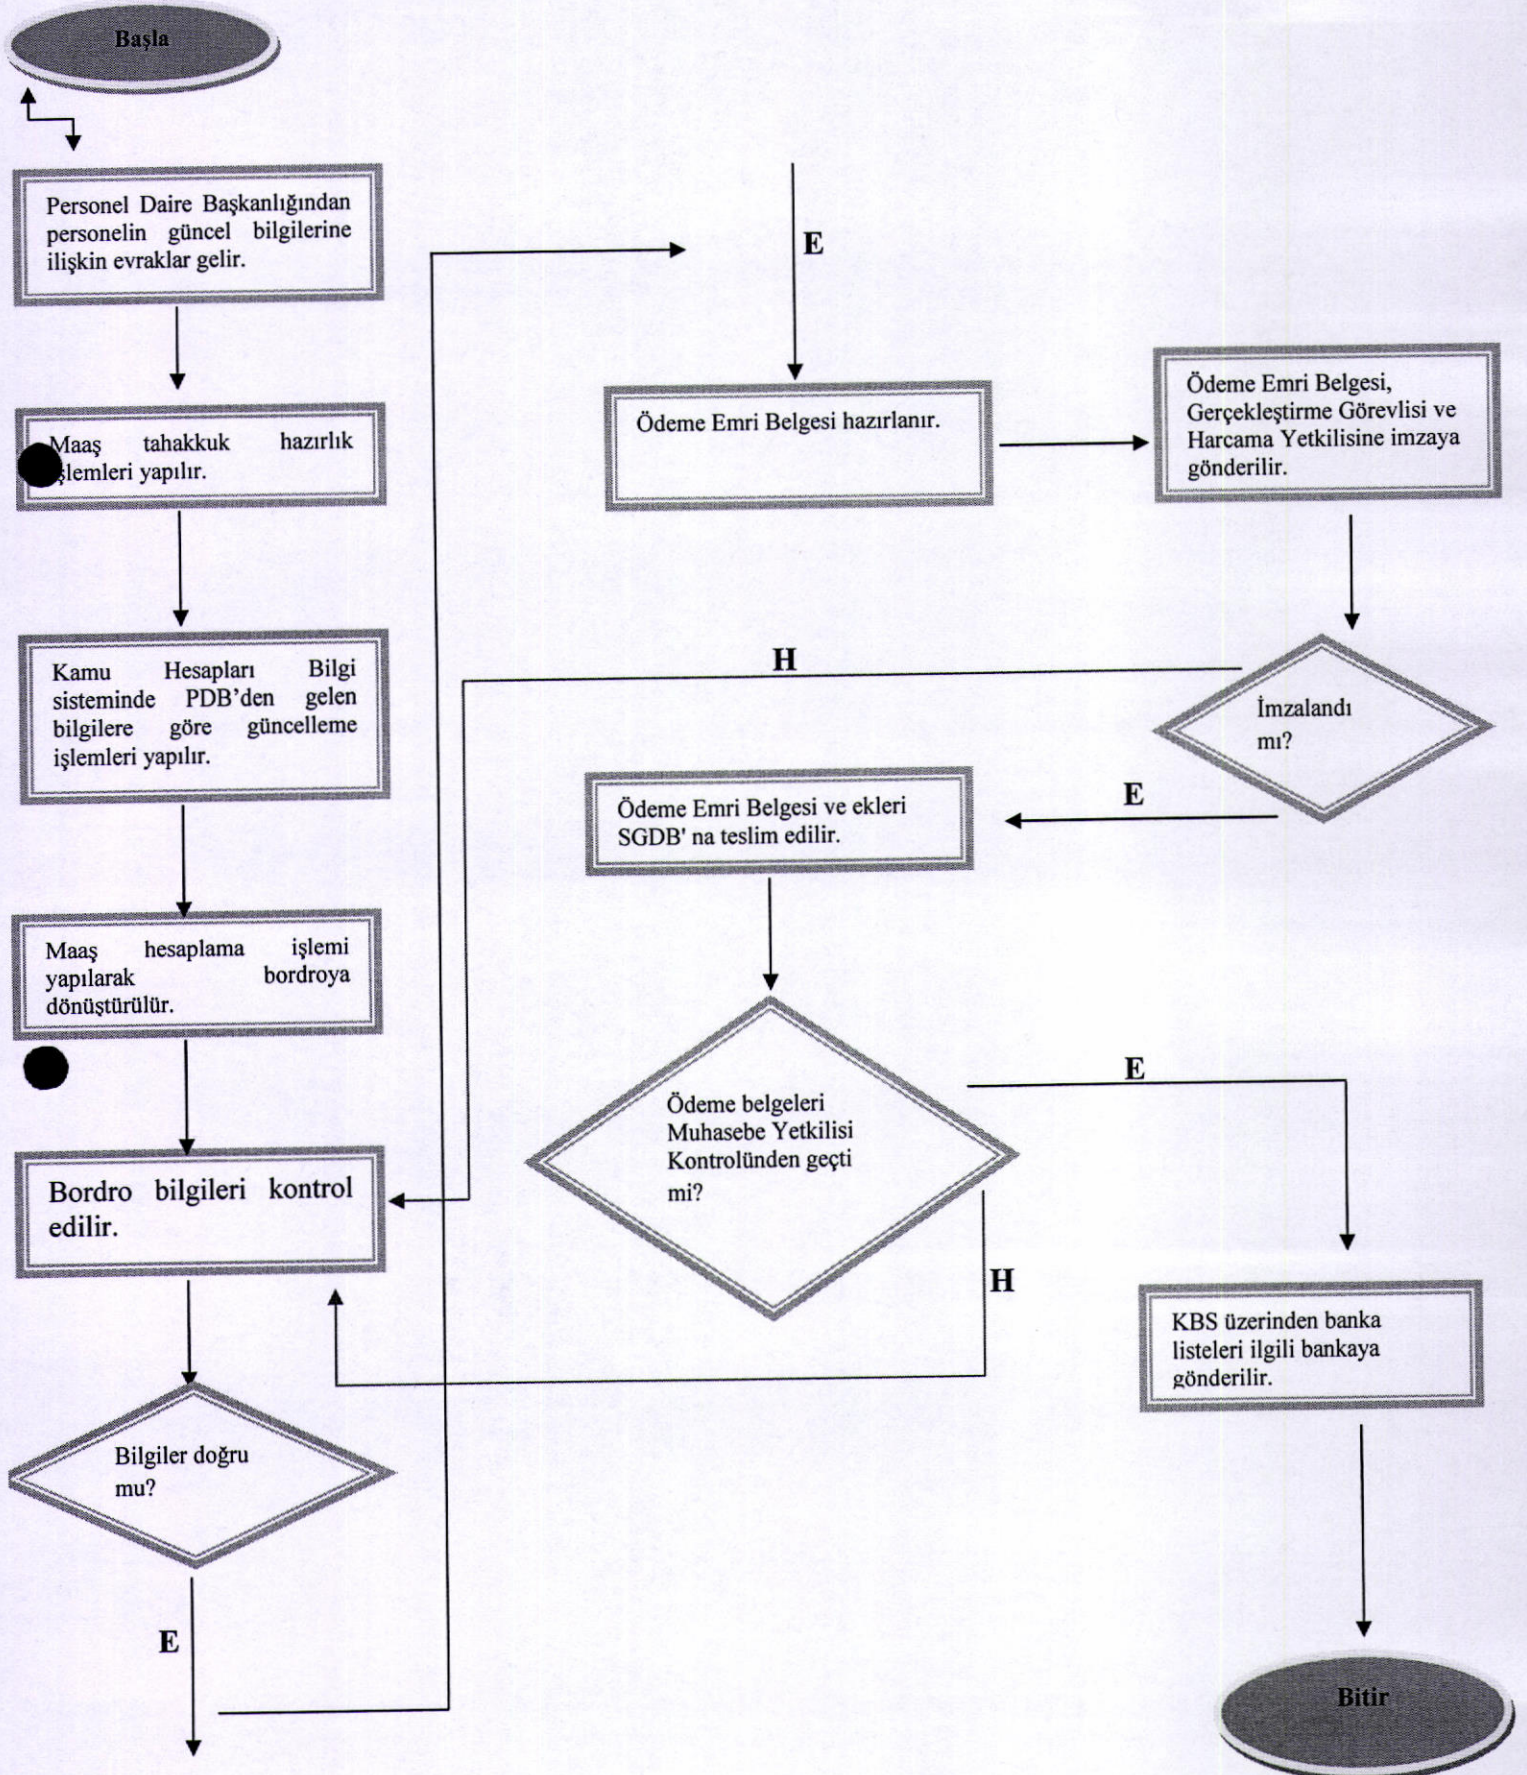 Başla
Personel Daire Başkanlığından
personelin güncel bilgilerine
ilişkin evraklar gelir.
Maaş tahakkuk hazırlık
işlemleri yapılır.
Kamu Hesapları Bilgi
sisteminde PDB'den gelen
bilgilere göre güncelleme
işlemleri yapılır.
Maaş hesaplama işlemi
yapılarak bordroya
dönüştürülür.
Bordro bilgileri kontrol
edilir.
Bilgiler doğru
mu?
E
E
Ödeme Emri Belgesi hazırlanır.
Ödeme Emri Belgesi,
Gerçekleştirme Görevlisi ve
Harcama Yetkilisine imzaya
gönderilir.
İmzalandı
mı?
H
E
Ödeme Emri Belgesi ve ekleri
SGDB' na teslim edilir.
Ödeme belgeleri
Muhasebe Yetkilisi
Kontrolünden geçti
mi?
E
H
KBS üzerinden banka
listeleri ilgili bankaya
gönderilir.
Bitir